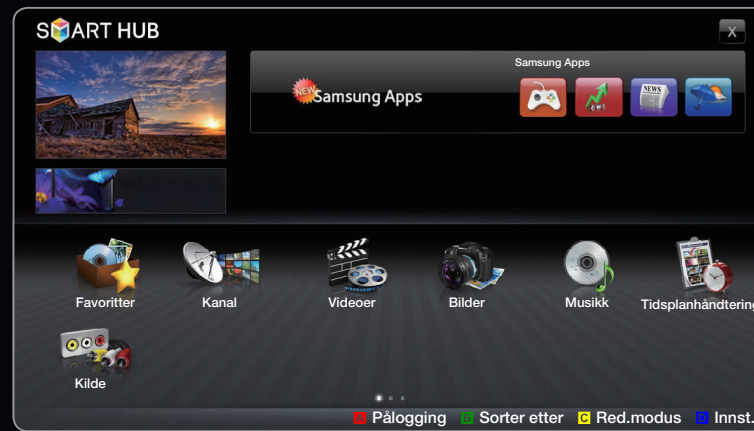 SMART HUB
X
Samsung Apps
NEW Samsung Apps
NEWS
Favoritter Kanal Videoer Bilder Musikk Tidsplanhåndtering
Kilde
A Pålogging B Sorter etter C Red.modus D Innst.